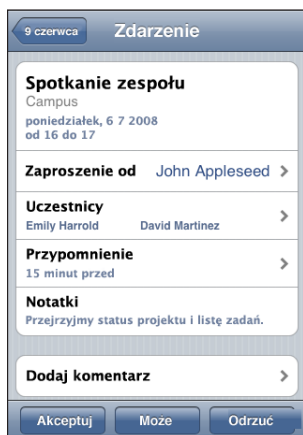 9 czerwca
Zdarzenie
Spotkanie zespołu
Campus
poniedziałek, 6 7 2008
od 16 do 17
Zaproszenie od John Appleseed
Uczestnicy
Emily Harrold David Martinez
Przypomnienie
15 minut przed
Notatki
Przejrzyjmy status projektu i listę zadań.
Dodaj komentarz
Akceptuj Może Odrzuć